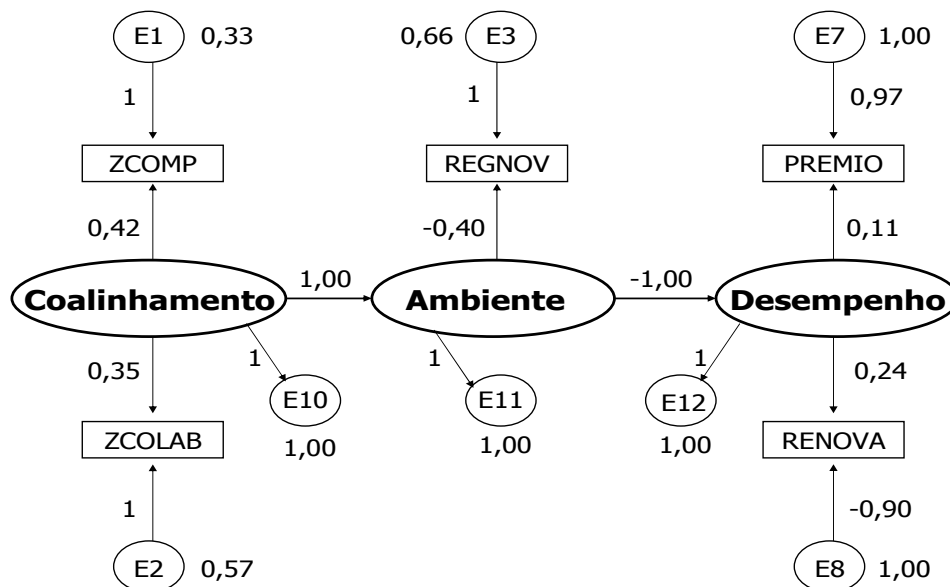 E1 0,33
0,66 E3
E7 1,00
1
1
0,97
ZCOMP
REGNOV
PREMIO
0,42
-0,40
0,11
Coalinhamento
1,00
Ambiente
-1,00
Desempenho
0,35
1
E10
1,00
1
E11
1,00
1
E12
1,00
0,24
ZCOLAB
RENOVA
1
-0,90
E2 0,57
E8 1,00